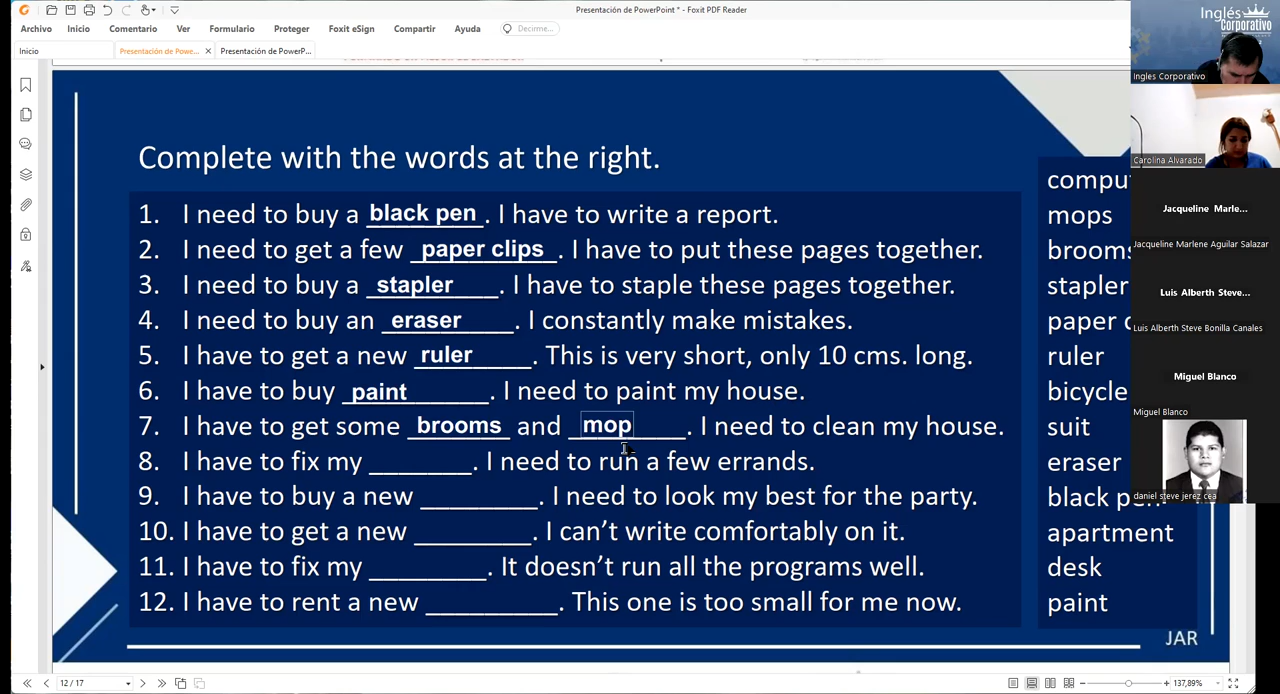 Presentación de PowerPoint * - Foxit PDF Reader
Archivo Inicio Comentario Ver Formulario Proteger Foxit eSign Compartir Ayuda Decirme...
Inicio Presentación de Powe... Presentación de PowerP...
Complete with the words at the right.
1. I need to buy a black pen. I have to write a report.
2. I need to get a few paper clips. I have to put these pages together.
3. I need to buy a stapler. I have to staple these pages together.
4. I need to buy an eraser. I constantly make mistakes.
5. I have to get a new ruler. This is very short, only 10 cms. long.
6. I have to buy paint. I need to paint my house.
7. I have to get some brooms and mop. I need to clean my house.
8. I have to fix my ________. I need to run a few errands.
9. I have to buy a new ________. I need to look my best for the party.
10. I have to get a new ________. I can't write comfortably on it.
11. I have to fix my ________. It doesn't run all the programs well.
12. I have to rent a new ________. This one is too small for me now.
mops
brooms
stapler
paper
ruler
bicycle
suit
eraser
black pen
apartment
desk
paint
JAR
Inglés
Corporativo
Ingles Corporativo
Carolina Alvarado
Jacqueline Marle...
Jacqueline Marlene Aguilar Salazar
Luis Alberth Steve...
Luis Alberth Steve Bonilla Canales
Miguel Blanco
Miguel Blanco
daniel steve jerez cea
12 / 17
137,89%